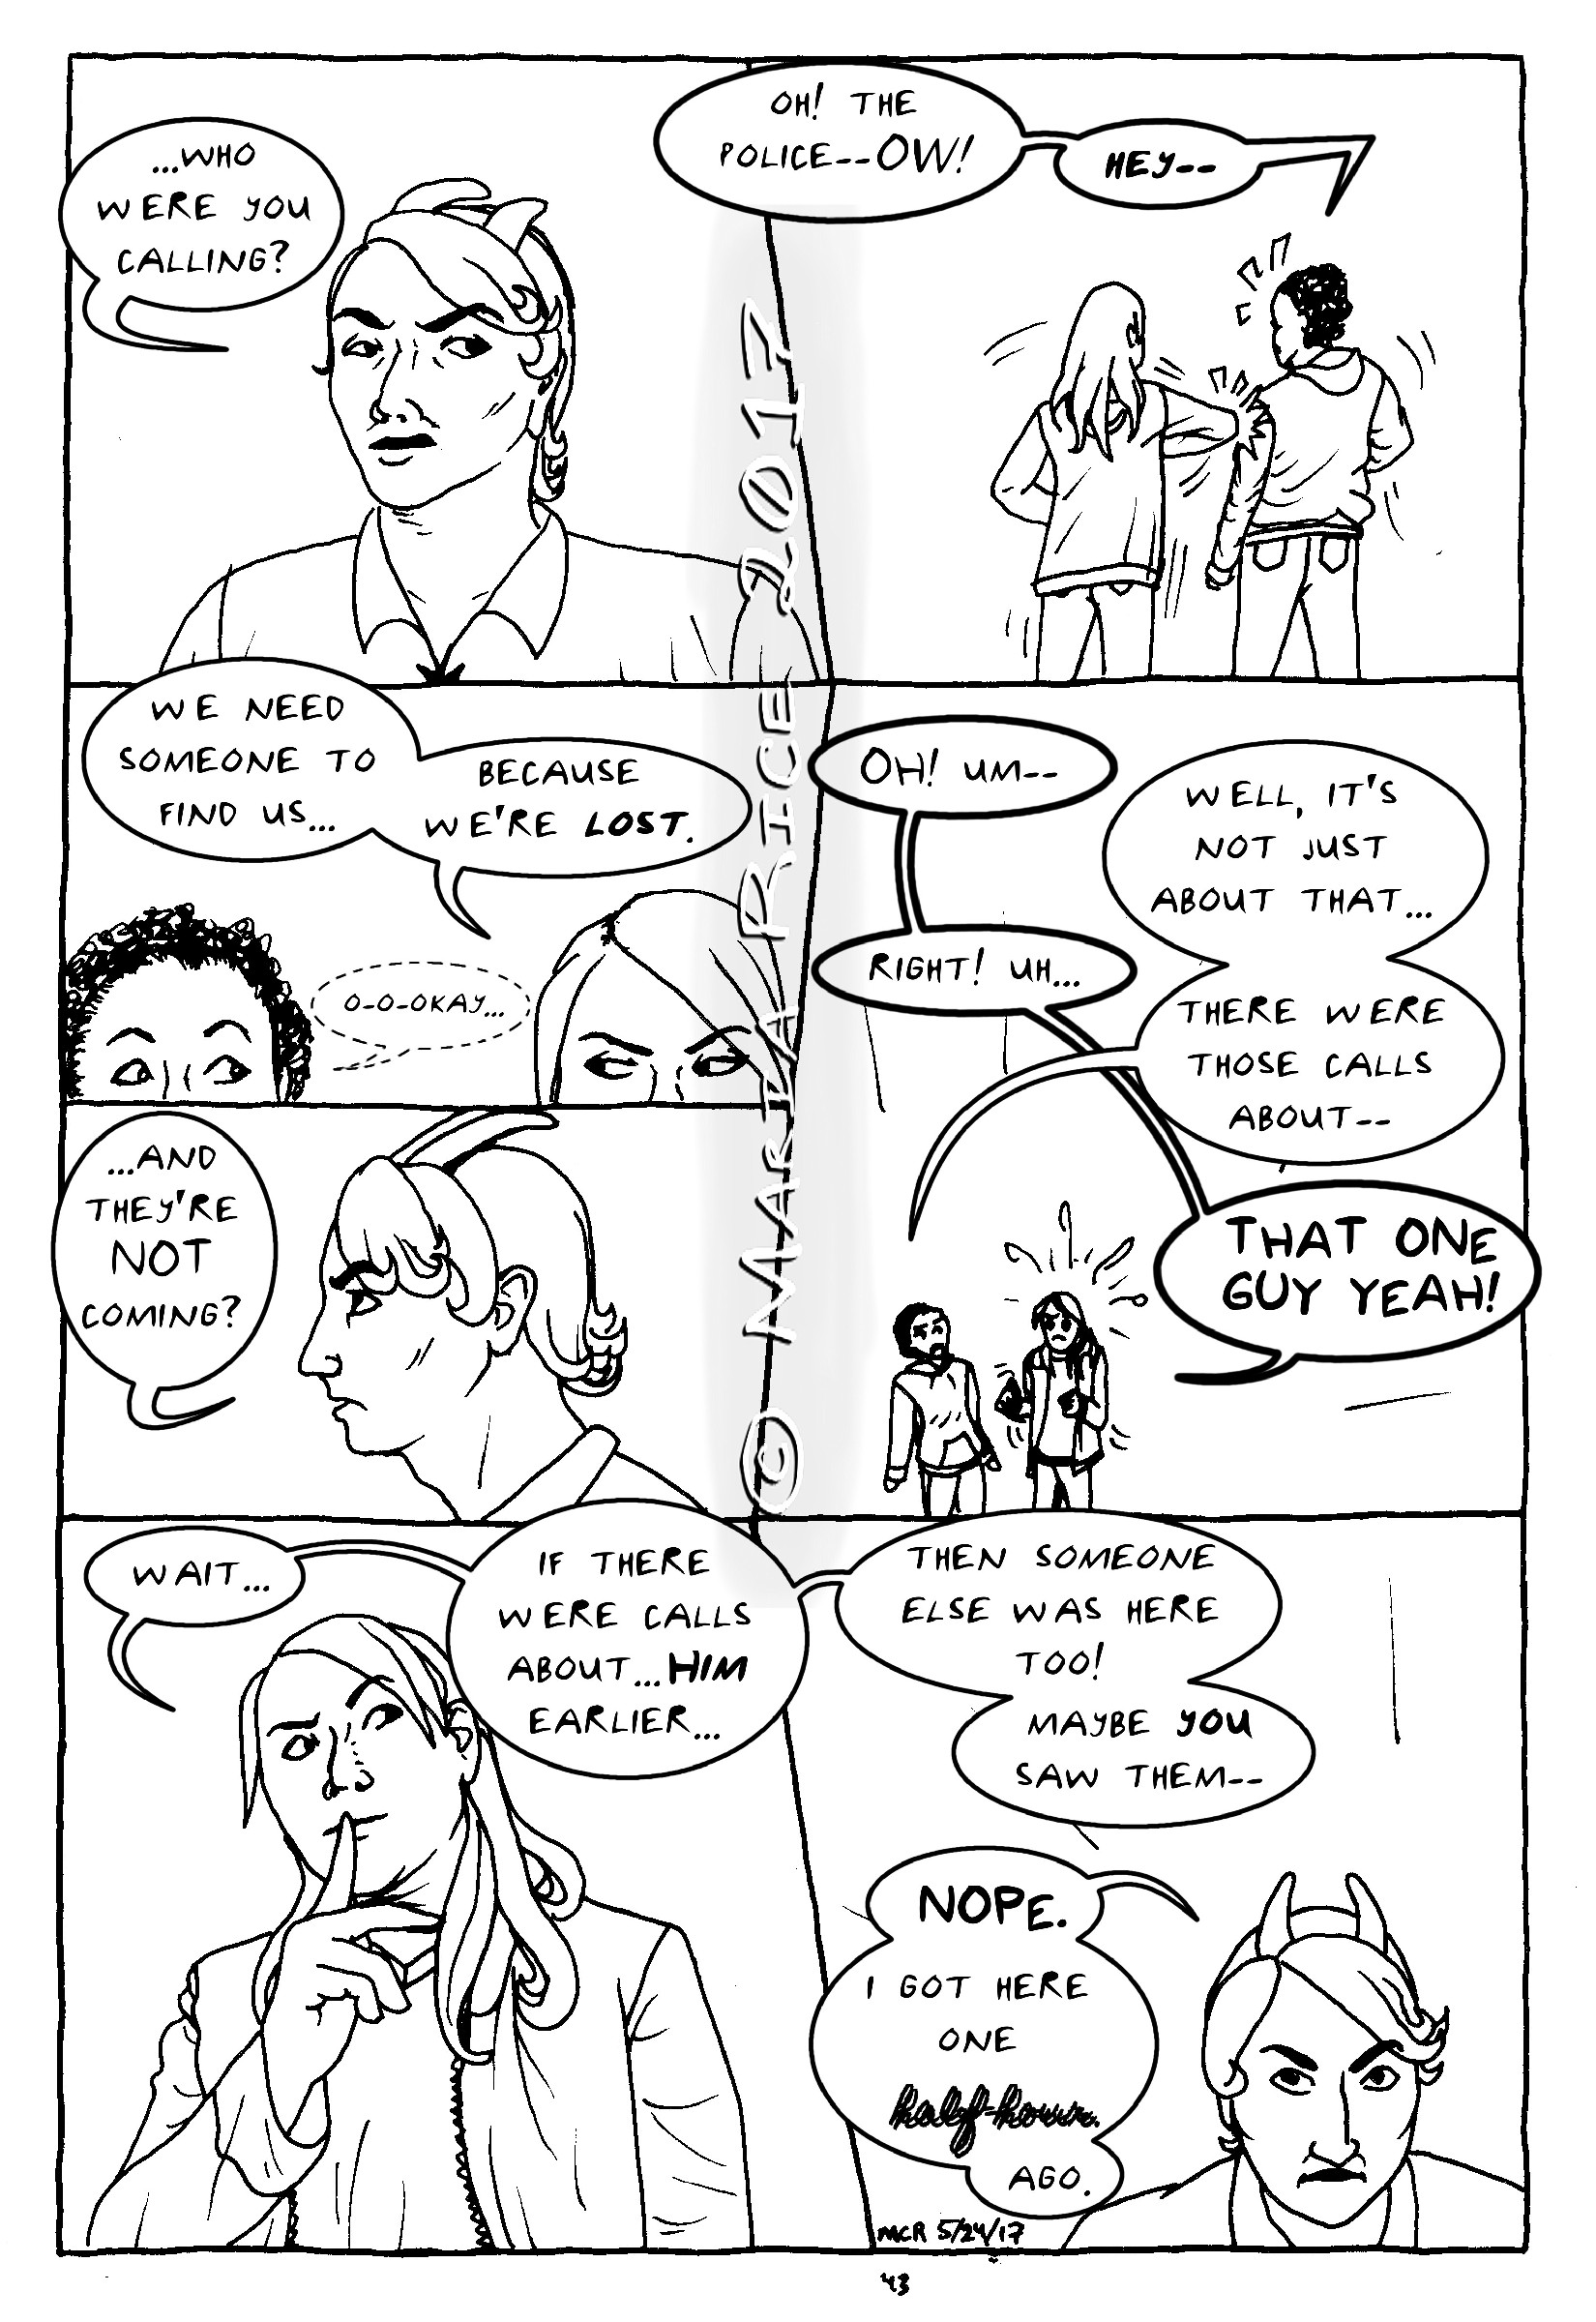 ...WHO
WERE YOU
CALLING?
OH! THE
POLICE--OW!
HEY--
WE NEED
SOMEONE TO
FIND US...
BECAUSE
WE'RE LOST.
O-O-OKAY...
...AND
THEY'RE
NOT
COMING?
OH! UM--
RIGHT! UH...
WELL, IT'S
NOT JUST
ABOUT THAT...
THERE WERE
THOSE CALLS
ABOUT--
THAT ONE
GUY YEAH!
WAIT...
IF THERE
WERE CALLS
ABOUT...HIM
EARLIER...
THEN SOMEONE
ELSE WAS HERE
TOO!
MAYBE YOU
SAW THEM--
NOPE.
I GOT HERE
ONE
half-hour.
AGO.
MCR 5/24/17
43
© MARIA RICE 2017